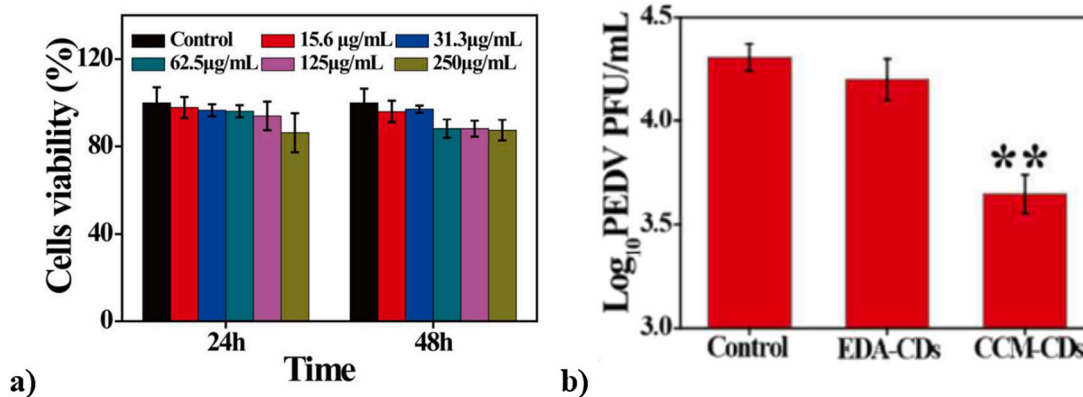 Cells viability (%)
120
80
40
0
Control 15.6 μg/mL 31.3μg/mL
62.5μg/mL 125μg/mL 250μg/mL
24h 48h
Time
a)
Log10PEDV PFU/mL
4.5
4.0
3.5
3.0
**
Control EDA-CDs CCM-CDs
b)